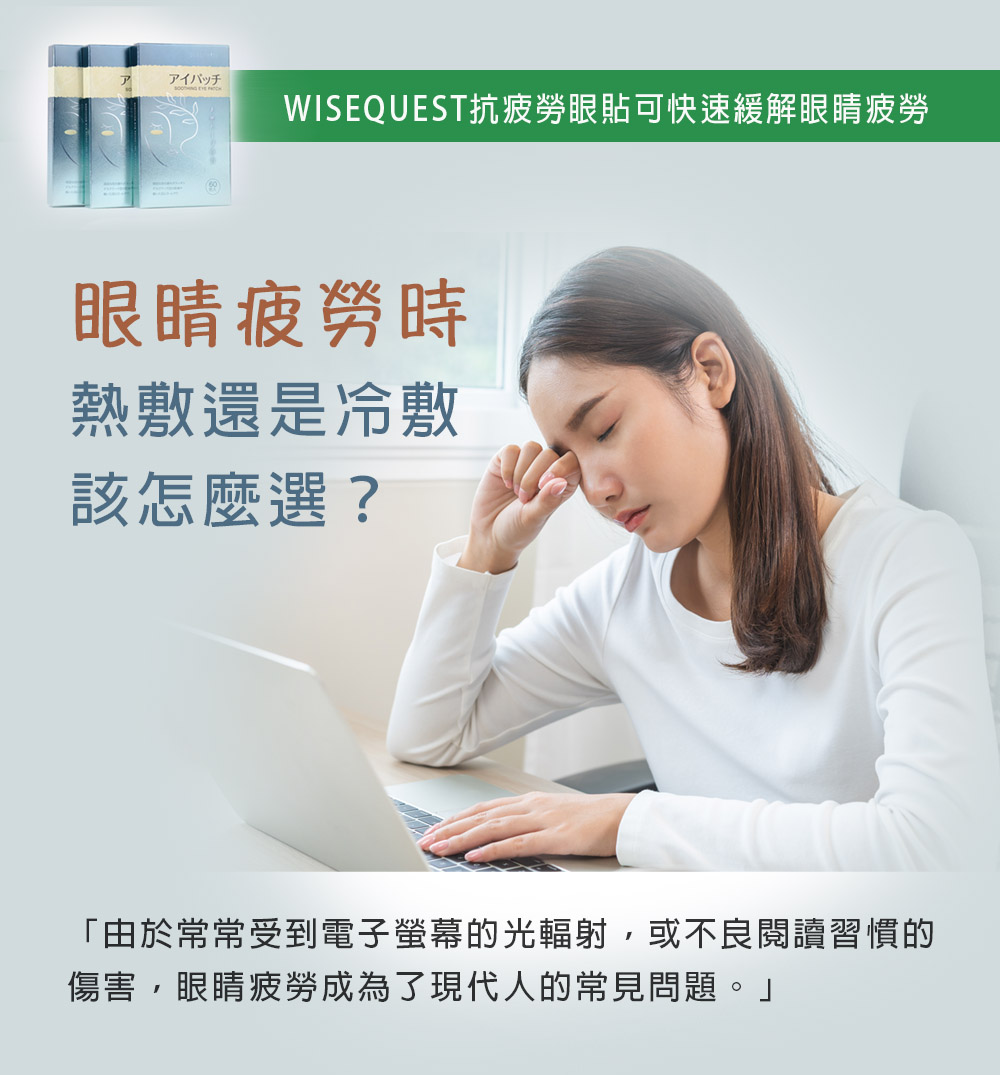 アイパッチ
SOOTHING EYE PATCH
60
WISEQUEST抗疲勞眼貼可快速緩解眼睛疲勞
眼睛疲勞時
熱敷還是冷敷
該怎麼選？
「由於常常受到電子螢幕的光輻射，或不良閱讀習慣的
傷害，眼睛疲勞成為了現代人的常見問題。」